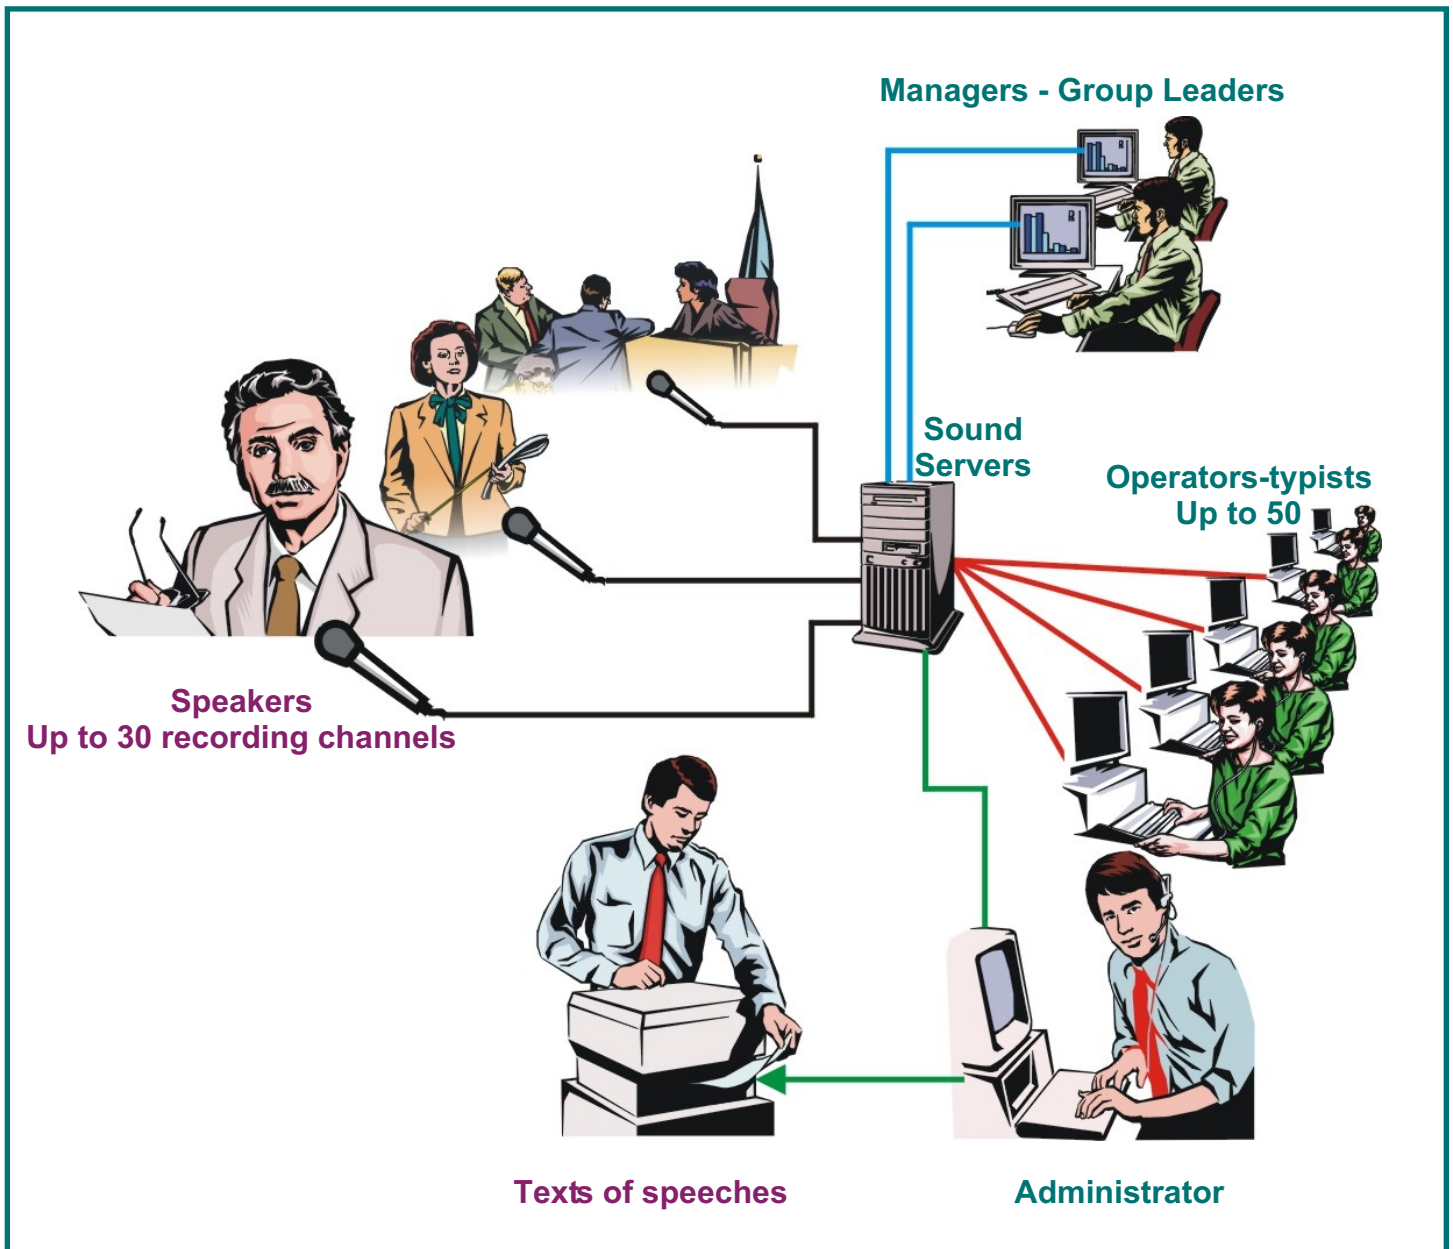 Managers - Group Leaders
Sound
Servers
Operators-typists
Up to 50
Speakers
Up to 30 recording channels
Texts of speeches
Administrator